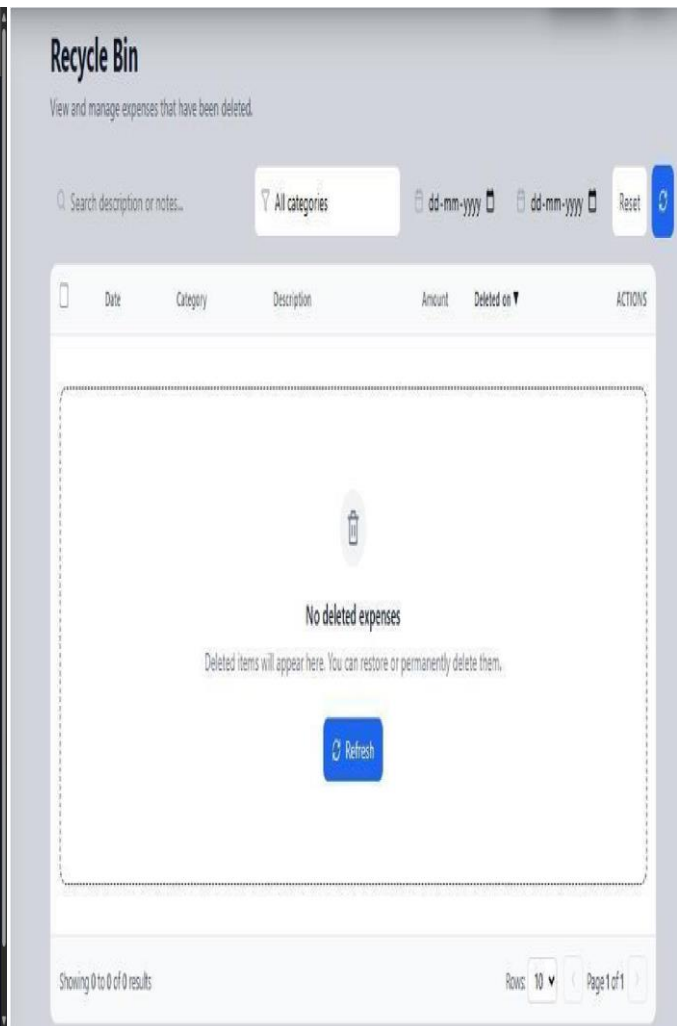 Recycle Bin
View and manage expenses that have been deleted.
Search description or notes... All categories dd-mm-yyyy dd-mm-yyyy Reset
Date Category Description Amount Deleted on▼ ACTIONS
No deleted expenses
Deleted items will appear here. You can restore or permanently delete them.
Refresh
Showing 0 to 0 of 0 results Rows: 10 Page 1 of 1